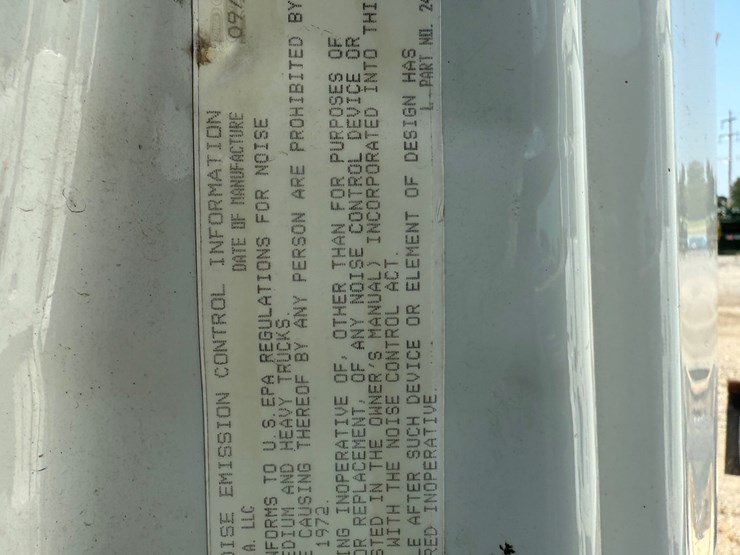 OISE EMISSION CONTROL INFORMATION
A, LLC DATE OF MANUFACTURE 09/
NFORMS TO U.S.EPA REGULATIONS FOR NOISE
EDIUM AND HEAVY TRUCKS.
E CAUSING THEREOF BY ANY PERSON ARE PROHIBITED BY
1972.
ING INOPERATIVE OF, OTHER THAN FOR PURPOSES OF
OR REPLACEMENT, OF ANY NOISE CONTROL DEVICE OR
STED IN THE OWNER'S MANUAL) INCORPORATED INTO THI
WITH THE NOISE CONTROL ACT.
E AFTER SUCH DEVICE OR ELEMENT OF DESIGN HAS
RED INOPERATIVE. PART NO. 24